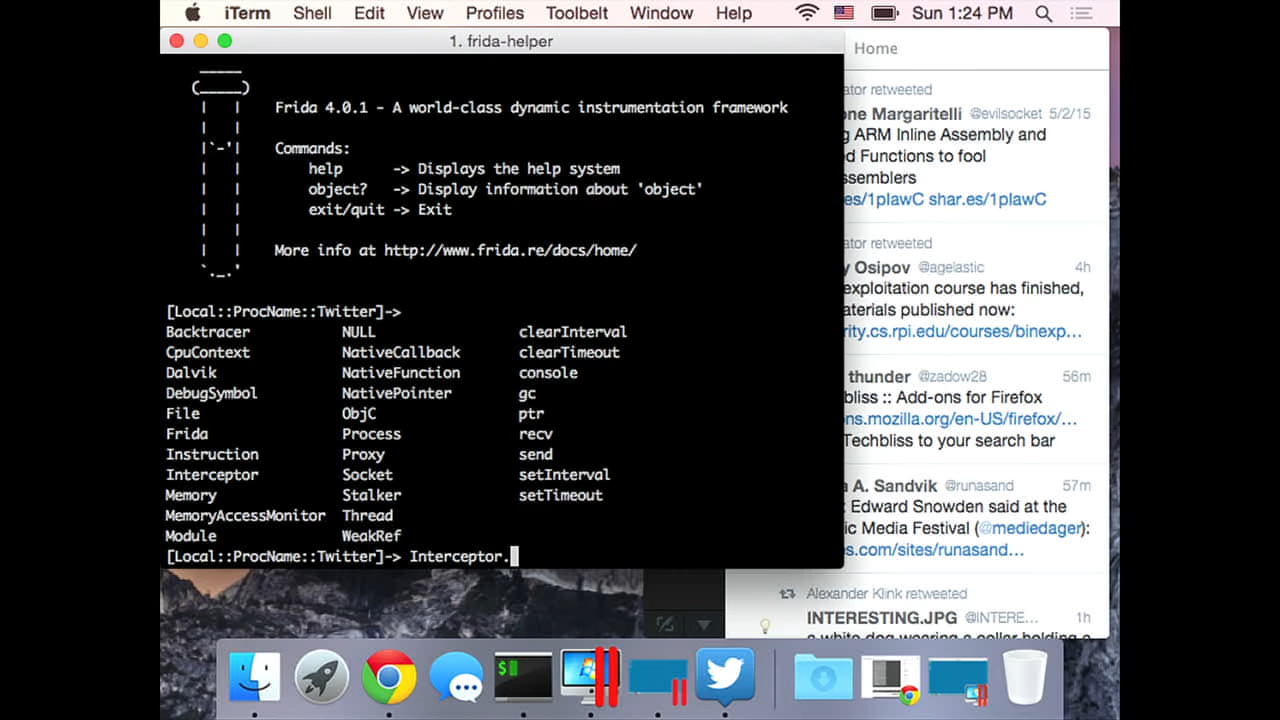 iTerm Shell Edit View Profiles Toolbelt Window Help Sun 1:24 PM
1. frida-helper
Frida 4.0.1 - A world-class dynamic instrumentation framework
Commands:
help -> Displays the help system
object? -> Display information about 'object'
exit/quit -> Exit
More info at http://www.frida.re/docs/home/
[Local::ProcName::Twitter]->
Backtracer NULL clearInterval
CpuContext NativeCallback clearTimeout
Dalvik NativeFunction console
DebugSymbol NativePointer gc
File ObjC ptr
Frida Process recv
Instruction Proxy send
Interceptor Socket setInterval
Memory Stalker setTimeout
MemoryAccessMonitor Thread
Module WeakRef
[Local::ProcName::Twitter]-> Interceptor.
Home
ator retweeted
one Margaritelli @evilsocket 5/2/15
g ARM Inline Assembly and
ed Functions to fool
assemblers
es/1plawC shar.es/1plawC
ator retweeted
y Osipov @agelastic 4h
exploitation course has finished,
aterials published now:
rity.cs.rpi.edu/courses/binexp…
thunder @zadow28 56m
bliss :: Add-ons for Firefox
ons.mozilla.org/en-US/firefox/…
Techbliss to your search bar
a A. Sandvik @runasand 57m
Edward Snowden said at the
ic Media Festival (@mediedager):
s.com/sites/runasand…
Alexander Klink retweeted
INTERESTING.JPG @INTERE… 1h
a white dog wearing a collar holding a
$